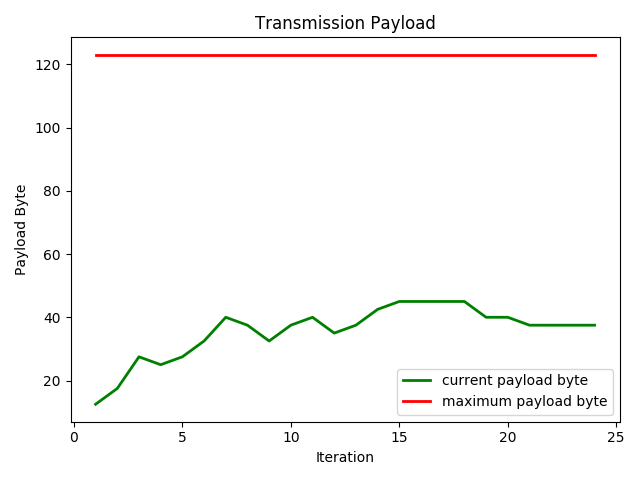 Transmission Payload
120
100
80
60
40
20
Payload Byte
0
5
10
15
20
25
Iteration
current payload byte
maximum payload byte